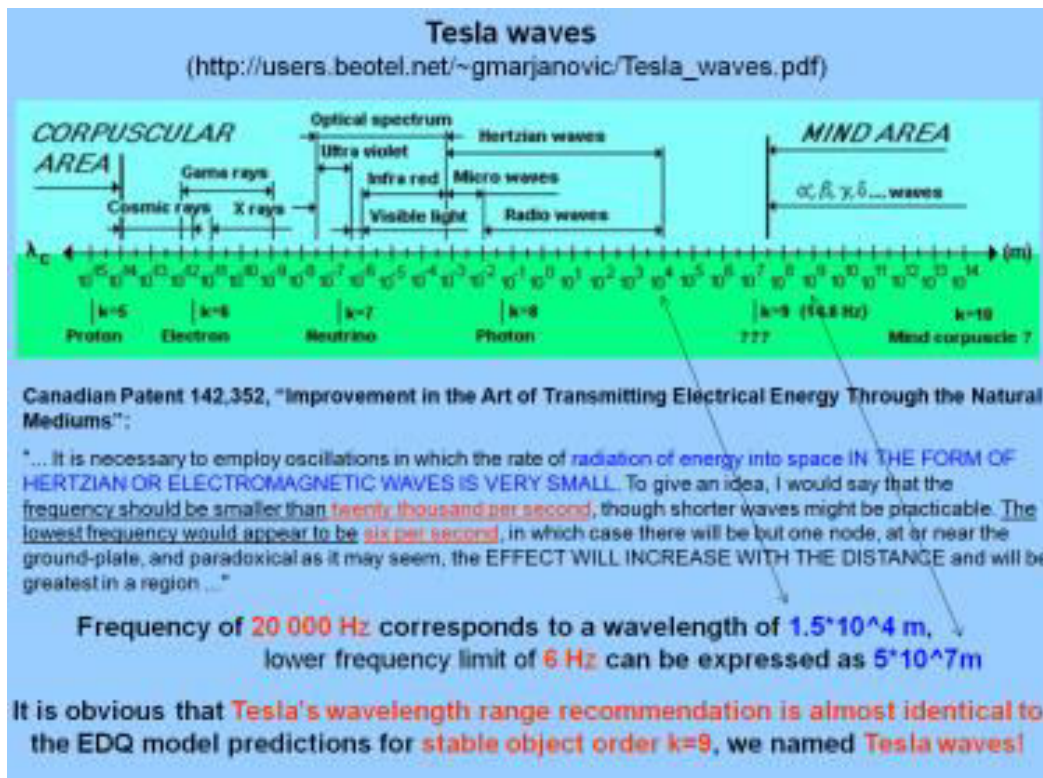 Tesla waves
(http://users.beotel.net/~gmarjanovic/Tesla_waves.pdf)
CORPUSCULAR
AREA
Optical spectrum
Hertzian waves
MIND AREA
Ultra violet
Gama rays
Infra red
Micro waves
α, β, γ, δ.... waves
Cosmic rays
X rays
Visible light
Radio waves
λc
(m)
k=5
k=6
k=7
k=8
k=9
k=10
Proton
Electron
Neutrino
Photon
???
Mind corpuscle ?
Canadian Patent 142,352, "Improvement in the Art of Transmitting Electrical Energy Through the Natural
Mediums":
"... It is necessary to employ oscillations in which the rate of radiation of energy into space IN THE FORM OF
HERTZIAN OR ELECTROMAGNETIC WAVES IS VERY SMALL. To give an idea, I would say that the
frequency should be smaller than twenty thousand per second, though shorter waves might be practicable. The
lowest frequency would appear to be six per second, in which case there will be but one node, at or near the
ground-plate, and paradoxical as it may seem, the EFFECT WILL INCREASE WITH THE DISTANCE and will be
greatest in a region ..."
Frequency of 20 000 Hz corresponds to a wavelength of 1.5*10^4 m,
lower frequency limit of 6 Hz can be expressed as 5*10^7m
It is obvious that Tesla's wavelength range recommendation is almost identical to
the EDQ model predictions for stable object order k=9, we named Tesla waves!